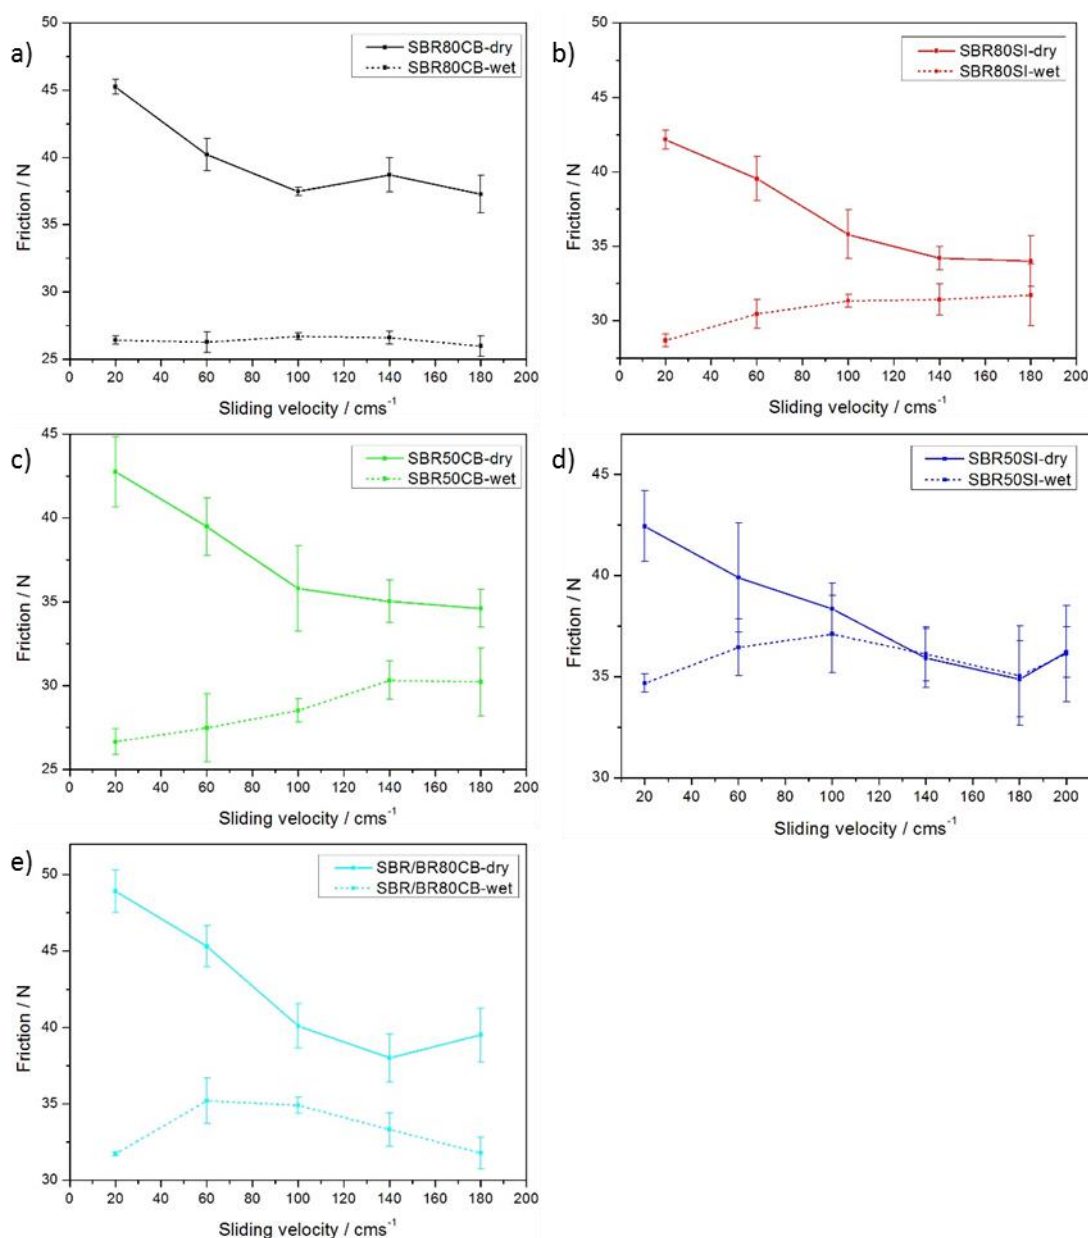 a)
50
45
40
35
30
25
Friction / N
SBR80CB-dry
SBR80CB-wet
0 20 40 60 80 100 120 140 160 180 200
Sliding velocity / cms⁻¹
b)
50
45
40
35
30
Friction / N
SBR80SI-dry
SBR80SI-wet
0 20 40 60 80 100 120 140 160 180 200
Sliding velocity / cms⁻¹
c)
45
40
35
30
25
Friction / N
SBR50CB-dry
SBR50CB-wet
0 20 40 60 80 100 120 140 160 180 200
Sliding velocity / cms⁻¹
d)
45
40
35
30
Friction / N
SBR50SI-dry
SBR50SI-wet
20 40 60 80 100 120 140 160 180 200
Sliding velocity / cms⁻¹
e)
50
45
40
35
30
Friction / N
SBR/BR80CB-dry
SBR/BR80CB-wet
0 20 40 60 80 100 120 140 160 180 200
Sliding velocity / cms⁻¹